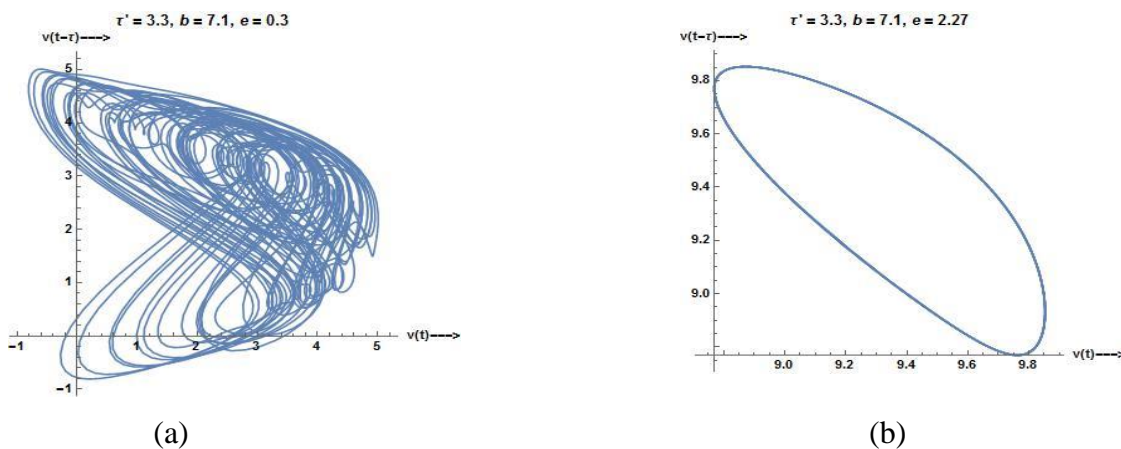 τ' = 3.3, b = 7.1, e = 0.3
v(t-τ)--->
5
4
3
2
1
-1
-1
1
2
3
4
5
v(t)--->
(a)
τ' = 3.3, b = 7.1, e = 2.27
v(t-τ)--->
9.8
9.6
9.4
9.2
9.0
9.0
9.2
9.4
9.6
9.8
v(t)--->
(b)